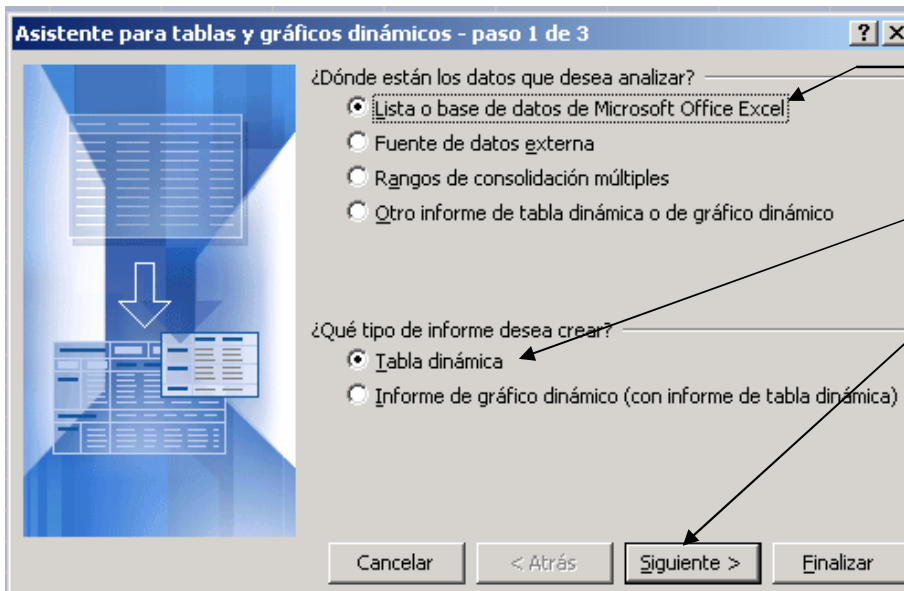 Asistente para tablas y gráficos dinámicos - paso 1 de 3
¿Dónde están los datos que desea analizar?
Lista o base de datos de Microsoft Office Excel
Fuente de datos externa
Rangos de consolidación múltiples
Otro informe de tabla dinámica o de gráfico dinámico
¿Qué tipo de informe desea crear?
Tabla dinámica
Informe de gráfico dinámico (con informe de tabla dinámica)
Cancelar < Atrás Siguiente > Finalizar